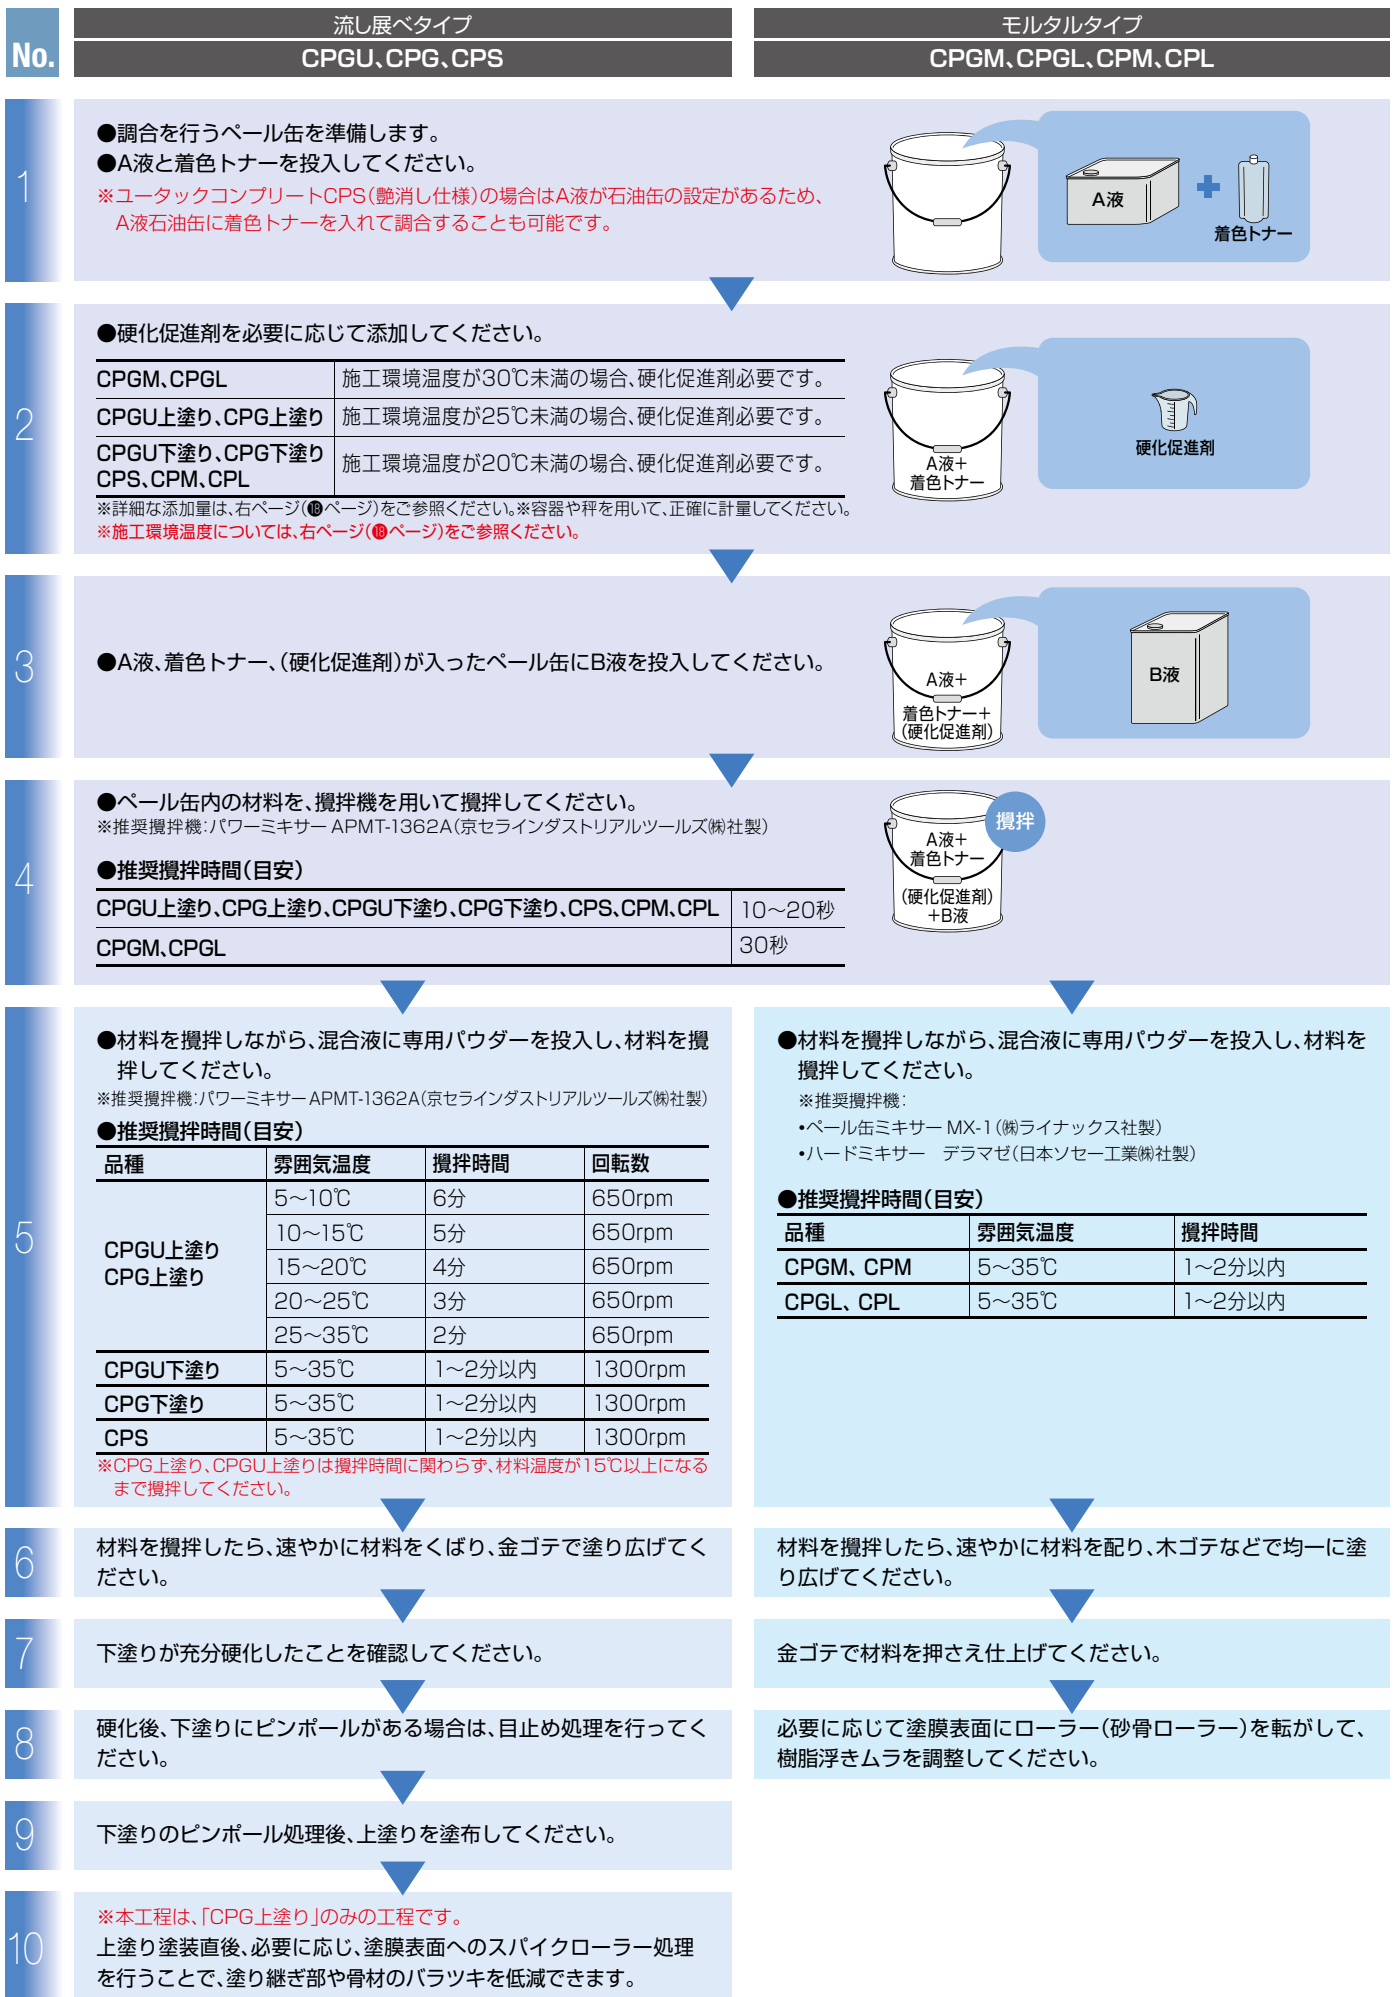 No.
流し展べタイプ
CPGU、CPG、CPS
モルタルタイプ
CPGM、CPGL、CPM、CPL
1
●調合を行うペール缶を準備します。
●A液と着色トナーを投入してください。
※ユータックコンプリートCPS(艶消し仕様)の場合はA液が石油缶の設定があるため、
A液石油缶に着色トナーを入れて調合することも可能です。
A液
着色トナー
2
●硬化促進剤を必要に応じて添加してください。
CPGM、CPGL 施工環境温度が30℃未満の場合、硬化促進剤必要です。
CPGU上塗り、CPG上塗り 施工環境温度が25℃未満の場合、硬化促進剤必要です。
CPGU下塗り、CPG下塗り
CPS、CPM、CPL
施工環境温度が20℃未満の場合、硬化促進剤必要です。
※詳細な添加量は、右ページ(⓲ページ)をご参照ください。※容器や秤を用いて、正確に計量してください。
※施工環境温度については、右ページ(⓲ページ)をご参照ください。
A液+
着色トナー
硬化促進剤
3
●A液、着色トナー、(硬化促進剤)が入ったペール缶にB液を投入してください。
A液+
着色トナー+
(硬化促進剤)
B液
4
●ペール缶内の材料を、攪拌機を用いて攪拌してください。
※推奨攪拌機:パワーミキサー APMT-1362A(京セラインダストリアルツールズ㈱社製)
●推奨攪拌時間(目安)
CPGU上塗り、CPG上塗り、CPGU下塗り、CPG下塗り、CPS、CPM、CPL 10〜20秒
CPGM、CPGL 30秒
A液+
着色トナー
(硬化促進剤)
+B液
攪拌
5
●材料を攪拌しながら、混合液に専用パウダーを投入し、材料を攪
拌してください。
※推奨攪拌機:パワーミキサー APMT-1362A(京セラインダストリアルツールズ㈱社製)
●推奨攪拌時間(目安)
品種 雰囲気温度 攪拌時間 回転数
CPGU上塗り
CPG上塗り
5〜10℃ 6分 650rpm
10〜15℃ 5分 650rpm
15〜20℃ 4分 650rpm
20〜25℃ 3分 650rpm
25〜35℃ 2分 650rpm
CPGU下塗り 5〜35℃ 1〜2分以内 1300rpm
CPG下塗り 5〜35℃ 1〜2分以内 1300rpm
CPS 5〜35℃ 1〜2分以内 1300rpm
※CPG上塗り、CPGU上塗りは攪拌時間に関わらず、材料温度が15℃以上になる
まで攪拌してください。
●材料を攪拌しながら、混合液に専用パウダーを投入し、材料を
攪拌してください。
※推奨攪拌機:
•ペール缶ミキサー MX-1(㈱ライナックス社製)
•ハードミキサー デラマゼ(日本ソセー工業㈱社製)
●推奨攪拌時間(目安)
品種 雰囲気温度 攪拌時間
CPGM、CPM 5〜35℃ 1〜2分以内
CPGL、CPL 5〜35℃ 1〜2分以内
6
材料を攪拌したら、速やかに材料をくばり、金ゴテで塗り広げてく
ださい。
材料を攪拌したら、速やかに材料を配り、木ゴテなどで均一に塗
り広げてください。
7
下塗りが充分硬化したことを確認してください。
金ゴテで材料を押さえ仕上げてください。
8
硬化後、下塗りにピンポールがある場合は、目止め処理を行ってく
ださい。
必要に応じて塗膜表面にローラー(砂骨ローラー)を転がして、
樹脂浮きムラを調整してください。
9
下塗りのピンポール処理後、上塗りを塗布してください。
10
※本工程は、「CPG上塗り」のみの工程です。
上塗り塗装直後、必要に応じ、塗膜表面へのスパイクローラー処理
を行うことで、塗り継ぎ部や骨材のバラツキを低減できます。